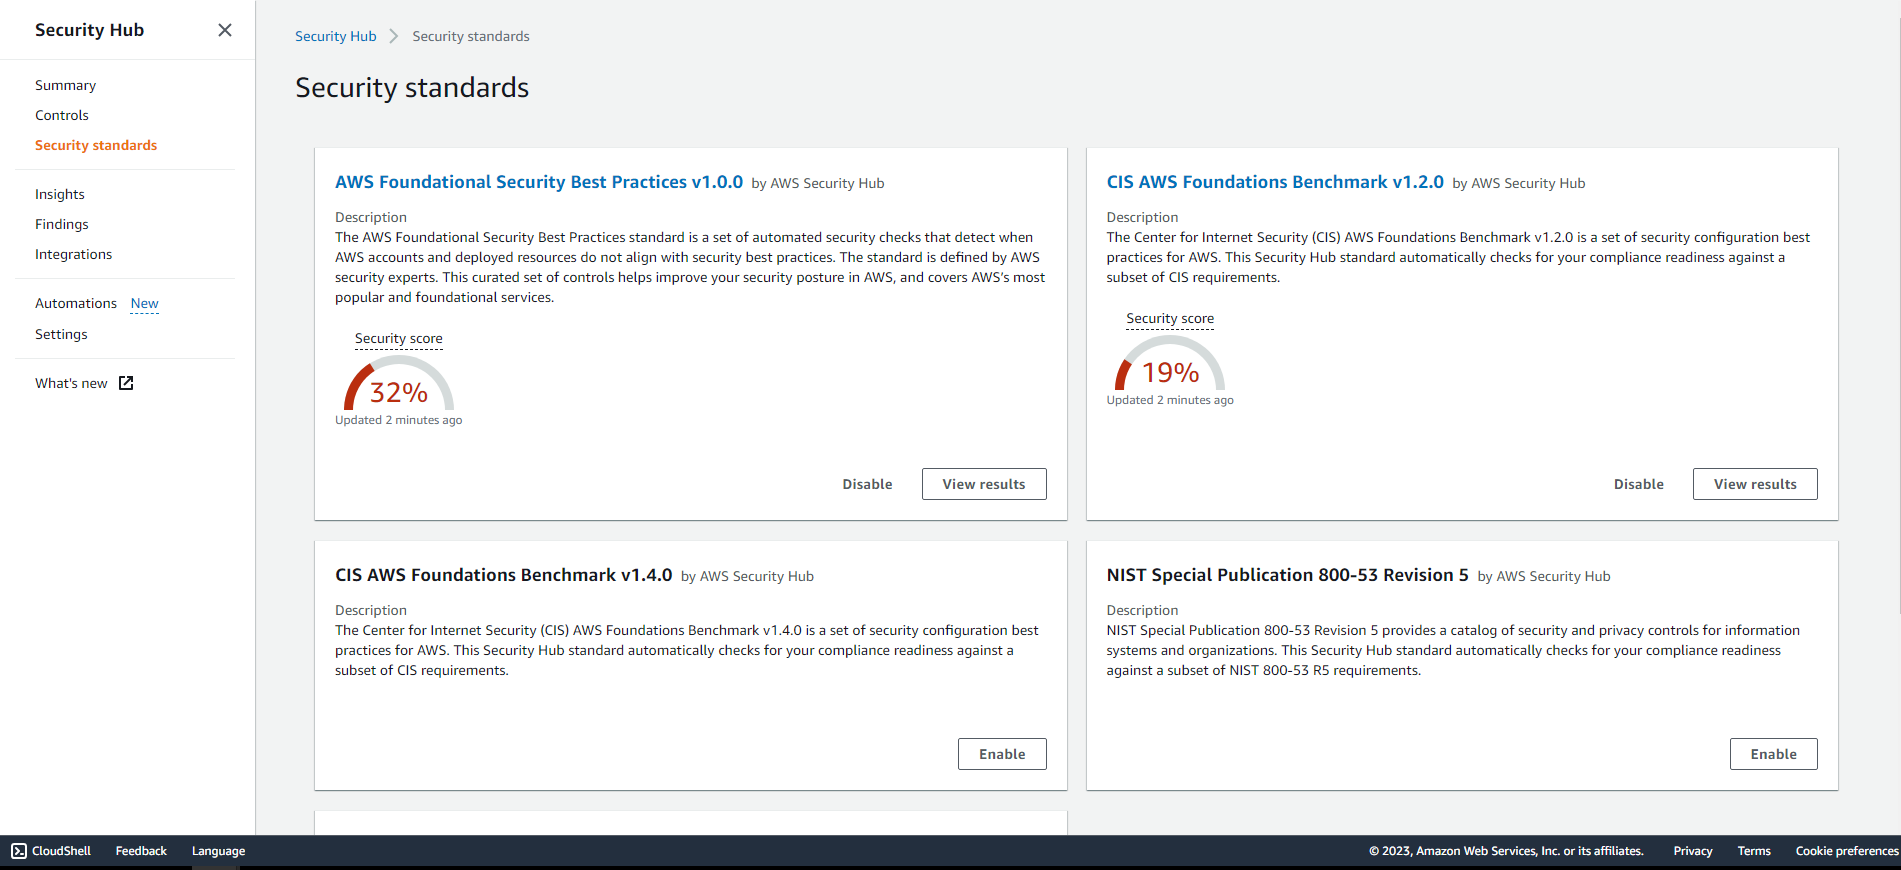 Security Hub
Summary
Controls
Security standards
Insights
Findings
Integrations
Automations New
Settings
What's new
Security Hub > Security standards
Security standards
AWS Foundational Security Best Practices v1.0.0 by AWS Security Hub
Description
The AWS Foundational Security Best Practices standard is a set of automated security checks that detect when
AWS accounts and deployed resources do not align with security best practices. The standard is defined by AWS
security experts. This curated set of controls helps improve your security posture in AWS, and covers AWS’s most
popular and foundational services.
Security score
32%
Updated 2 minutes ago
Disable
View results
CIS AWS Foundations Benchmark v1.2.0 by AWS Security Hub
Description
The Center for Internet Security (CIS) AWS Foundations Benchmark v1.2.0 is a set of security configuration best
practices for AWS. This Security Hub standard automatically checks for your compliance readiness against a
subset of CIS requirements.
Security score
19%
Updated 2 minutes ago
Disable
View results
CIS AWS Foundations Benchmark v1.4.0 by AWS Security Hub
Description
The Center for Internet Security (CIS) AWS Foundations Benchmark v1.4.0 is a set of security configuration best
practices for AWS. This Security Hub standard automatically checks for your compliance readiness against a
subset of CIS requirements.
Enable
NIST Special Publication 800-53 Revision 5 by AWS Security Hub
Description
NIST Special Publication 800-53 Revision 5 provides a catalog of security and privacy controls for information
systems and organizations. This Security Hub standard automatically checks for your compliance readiness
against a subset of NIST 800-53 R5 requirements.
Enable
CloudShell Feedback Language
© 2023, Amazon Web Services, Inc. or its affiliates. Privacy Terms Cookie preferences